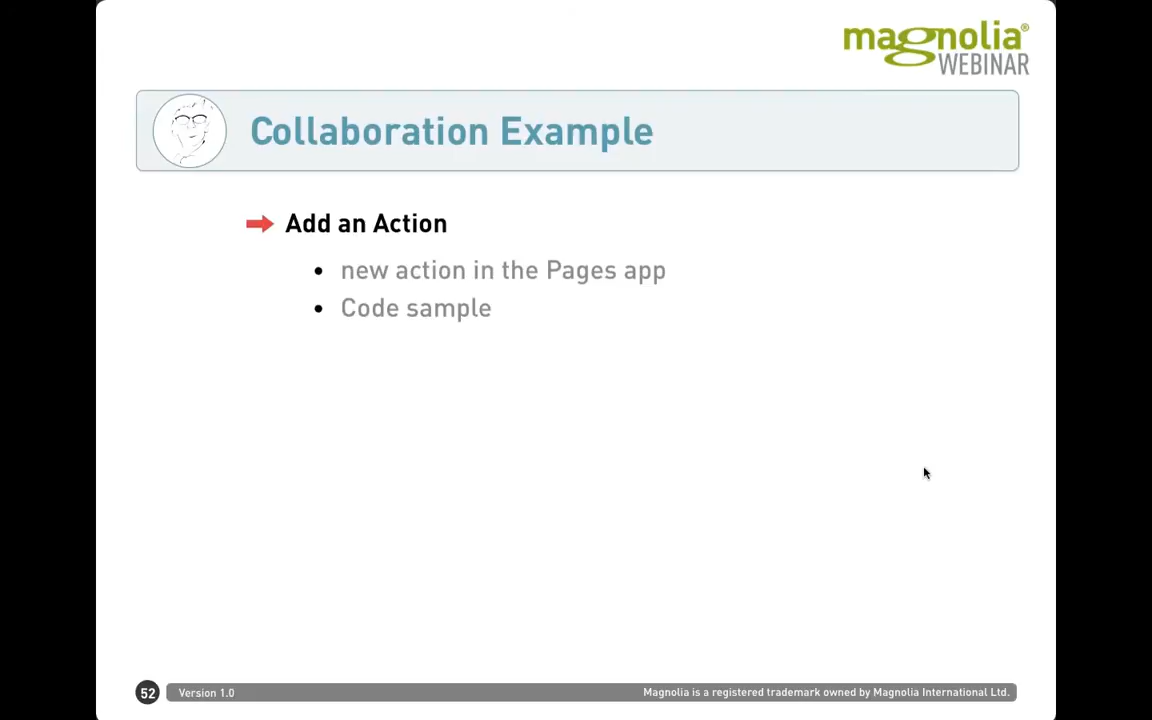 magnolia®
WEBINAR
Collaboration Example
Add an Action
• new action in the Pages app
• Code sample
52
Version 1.0
Magnolia is a registered trademark owned by Magnolia International Ltd.